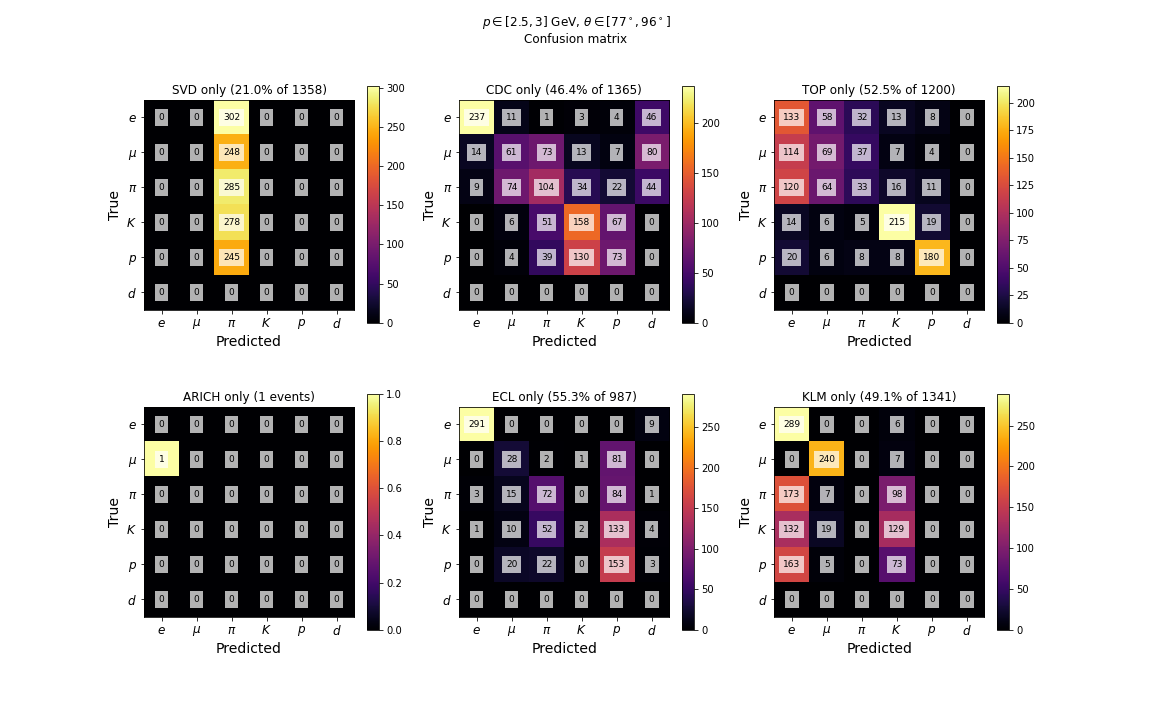 p ∈ [2.5, 3] GeV, θ ∈ [77°, 96°]
Confusion matrix
SVD only (21.0% of 1358)
True
e 0 0 302 0 0 0
μ 0 0 248 0 0 0
π 0 0 285 0 0 0
K 0 0 278 0 0 0
p 0 0 245 0 0 0
d 0 0 0 0 0 0
e μ π K p d
Predicted
300
250
200
150
100
50
0
CDC only (46.4% of 1365)
True
e 237 11 1 3 4 46
μ 14 61 73 13 7 80
π 9 74 104 34 22 44
K 0 6 51 158 67 0
p 0 4 39 130 73 0
d 0 0 0 0 0 0
e μ π K p d
Predicted
200
150
100
50
0
TOP only (52.5% of 1200)
True
e 133 58 32 13 8 0
μ 114 69 37 7 4 0
π 120 64 33 16 11 0
K 14 6 5 215 19 0
p 20 6 8 8 180 0
d 0 0 0 0 0 0
e μ π K p d
Predicted
200
175
150
125
100
75
50
25
0
ARICH only (1 events)
True
e 0 0 0 0 0 0
μ 1 0 0 0 0 0
π 0 0 0 0 0 0
K 0 0 0 0 0 0
p 0 0 0 0 0 0
d 0 0 0 0 0 0
e μ π K p d
Predicted
1.0
0.8
0.6
0.4
0.2
0.0
ECL only (55.3% of 987)
True
e 291 0 0 0 0 9
μ 0 28 2 1 81 0
π 3 15 72 0 84 1
K 1 10 52 2 133 4
p 0 20 22 0 153 3
d 0 0 0 0 0 0
e μ π K p d
Predicted
250
200
150
100
50
0
KLM only (49.1% of 1341)
True
e 289 0 0 6 0 0
μ 0 240 0 7 0 0
π 173 7 0 98 0 0
K 132 19 0 129 0 0
p 163 5 0 73 0 0
d 0 0 0 0 0 0
e μ π K p d
Predicted
250
200
150
100
50
0